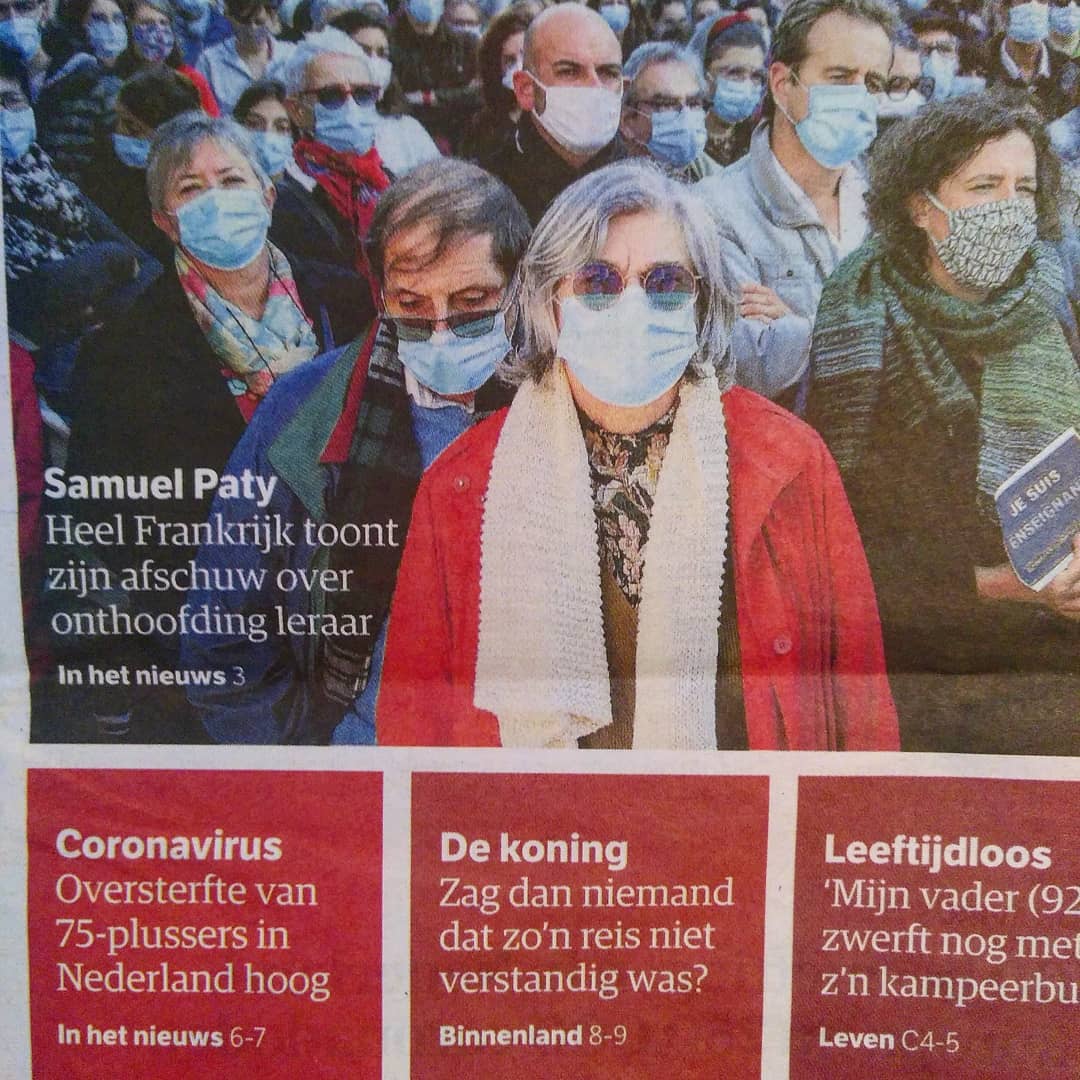 JE SUIS
ENSEIGNAN
Samuel Paty
Heel Frankrijk toont
zijn afschuw over
onthoofding leraar
In het nieuws 3
Coronavirus
Oversterfte van
75-plussers in
Nederland hoog
In het nieuws 6-7
De koning
Zag dan niemand
dat zo'n reis niet
verstandig was?
Binnenland 8-9
Leeftijdloos
'Mijn vader (92
zwerft nog met
z'n kampeerbu
Leven C4-5